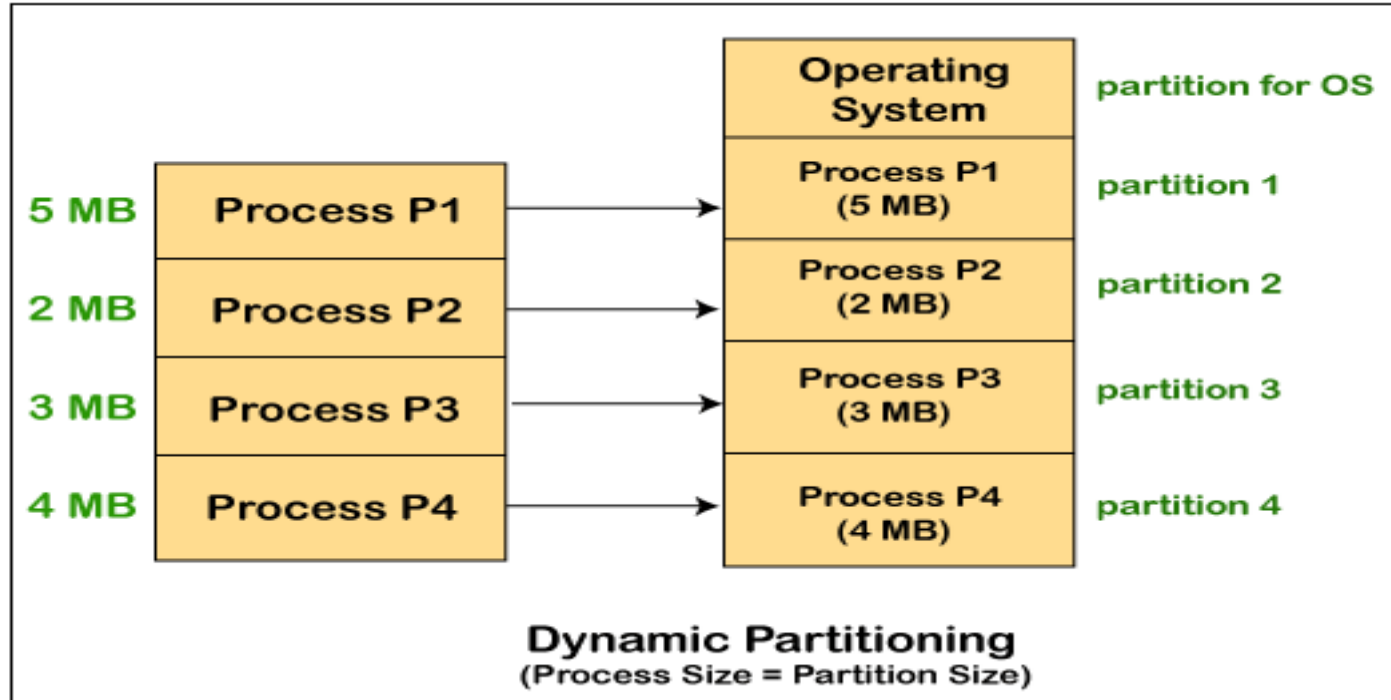 Operating
System
partition for OS
5 MB
Process P1
Process P1
(5 MB)
partition 1
2 MB
Process P2
Process P2
(2 MB)
partition 2
3 MB
Process P3
Process P3
(3 MB)
partition 3
4 MB
Process P4
Process P4
(4 MB)
partition 4
Dynamic Partitioning
(Process Size = Partition Size)